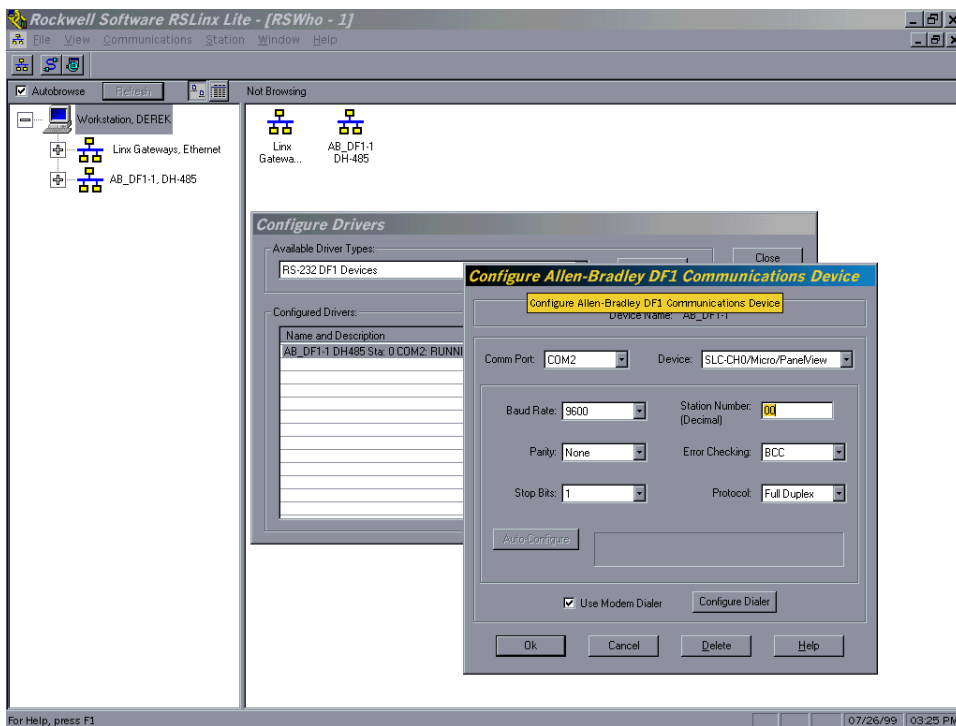 Rockwell Software RSLinx Lite - [RSWho - 1]
File View Communications Station Window Help
Autobrowse Refresh Not Browsing
Workstation, DEREK
Linx Gateways, Ethernet
AB_DF1-1, DH-485
Linx Gatewa...
AB_DF1-1 DH-485
Configure Drivers
Available Driver Types:
RS-232 DF1 Devices
Close
Configured Drivers:
Name and Description
AB_DF1-1 DH485 Sta: 0 COM2: RUNNI
Configure Allen-Bradley DF1 Communications Device
Configure Allen-Bradley DF1 Communications Device
Device Name: AB_DF1-1
Comm Port: COM2 Device: SLC-CH0/Micro/PanelView
Baud Rate: 9600 Station Number: (Decimal) 00
Parity: None Error Checking: BCC
Stop Bits: 1 Protocol: Full Duplex
Auto-Configure
Use Modem Dialer Configure Dialer
Ok Cancel Delete Help
For Help, press F1 07/26/99 03:25 PM